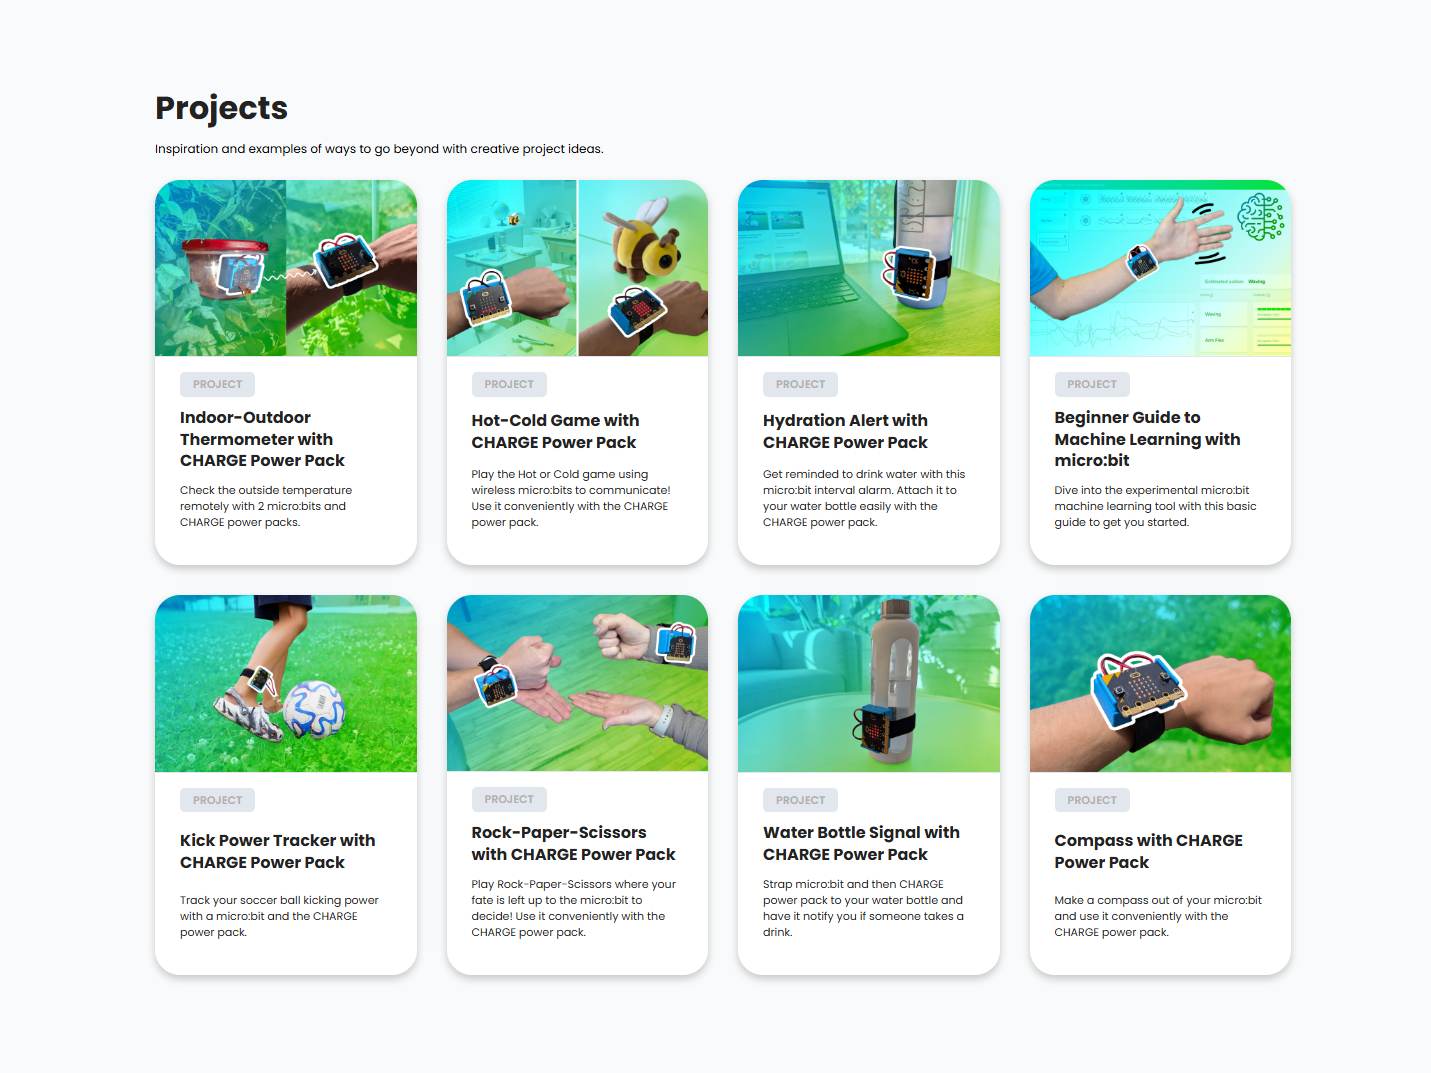 Projects
Inspiration and examples of ways to go beyond with creative project ideas.
Estimated action Waving
Waving
Arm Flex
PROJECT
Indoor-Outdoor
Thermometer with
CHARGE Power Pack
Check the outside temperature
remotely with 2 micro:bits and
CHARGE power packs.
PROJECT
Hot-Cold Game with
CHARGE Power Pack
Play the Hot or Cold game using
wireless micro:bits to communicate!
Use it conveniently with the CHARGE
power pack.
PROJECT
Hydration Alert with
CHARGE Power Pack
Get reminded to drink water with this
micro:bit interval alarm. Attach it to
your water bottle easily with the
CHARGE power pack.
PROJECT
Beginner Guide to
Machine Learning with
micro:bit
Dive into the experimental micro:bit
machine learning tool with this basic
guide to get you started.
PROJECT
Kick Power Tracker with
CHARGE Power Pack
Track your soccer ball kicking power
with a micro:bit and the CHARGE
power pack.
PROJECT
Rock-Paper-Scissors
with CHARGE Power Pack
Play Rock-Paper-Scissors where your
fate is left up to the micro:bit to
decide! Use it conveniently with the
CHARGE power pack.
PROJECT
Water Bottle Signal with
CHARGE Power Pack
Strap micro:bit and then CHARGE
power pack to your water bottle and
have it notify you if someone takes a
drink.
PROJECT
Compass with CHARGE
Power Pack
Make a compass out of your micro:bit
and use it conveniently with the
CHARGE power pack.